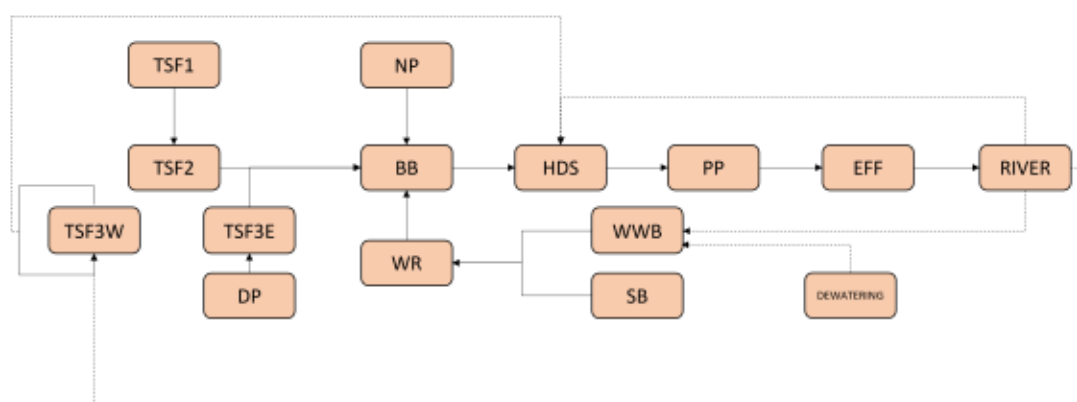 TSF1
NP
TSF2
BB
HDS
PP
EFF
RIVER
TSF3W
TSF3E
WR
WWB
DP
SB
DEWATERING